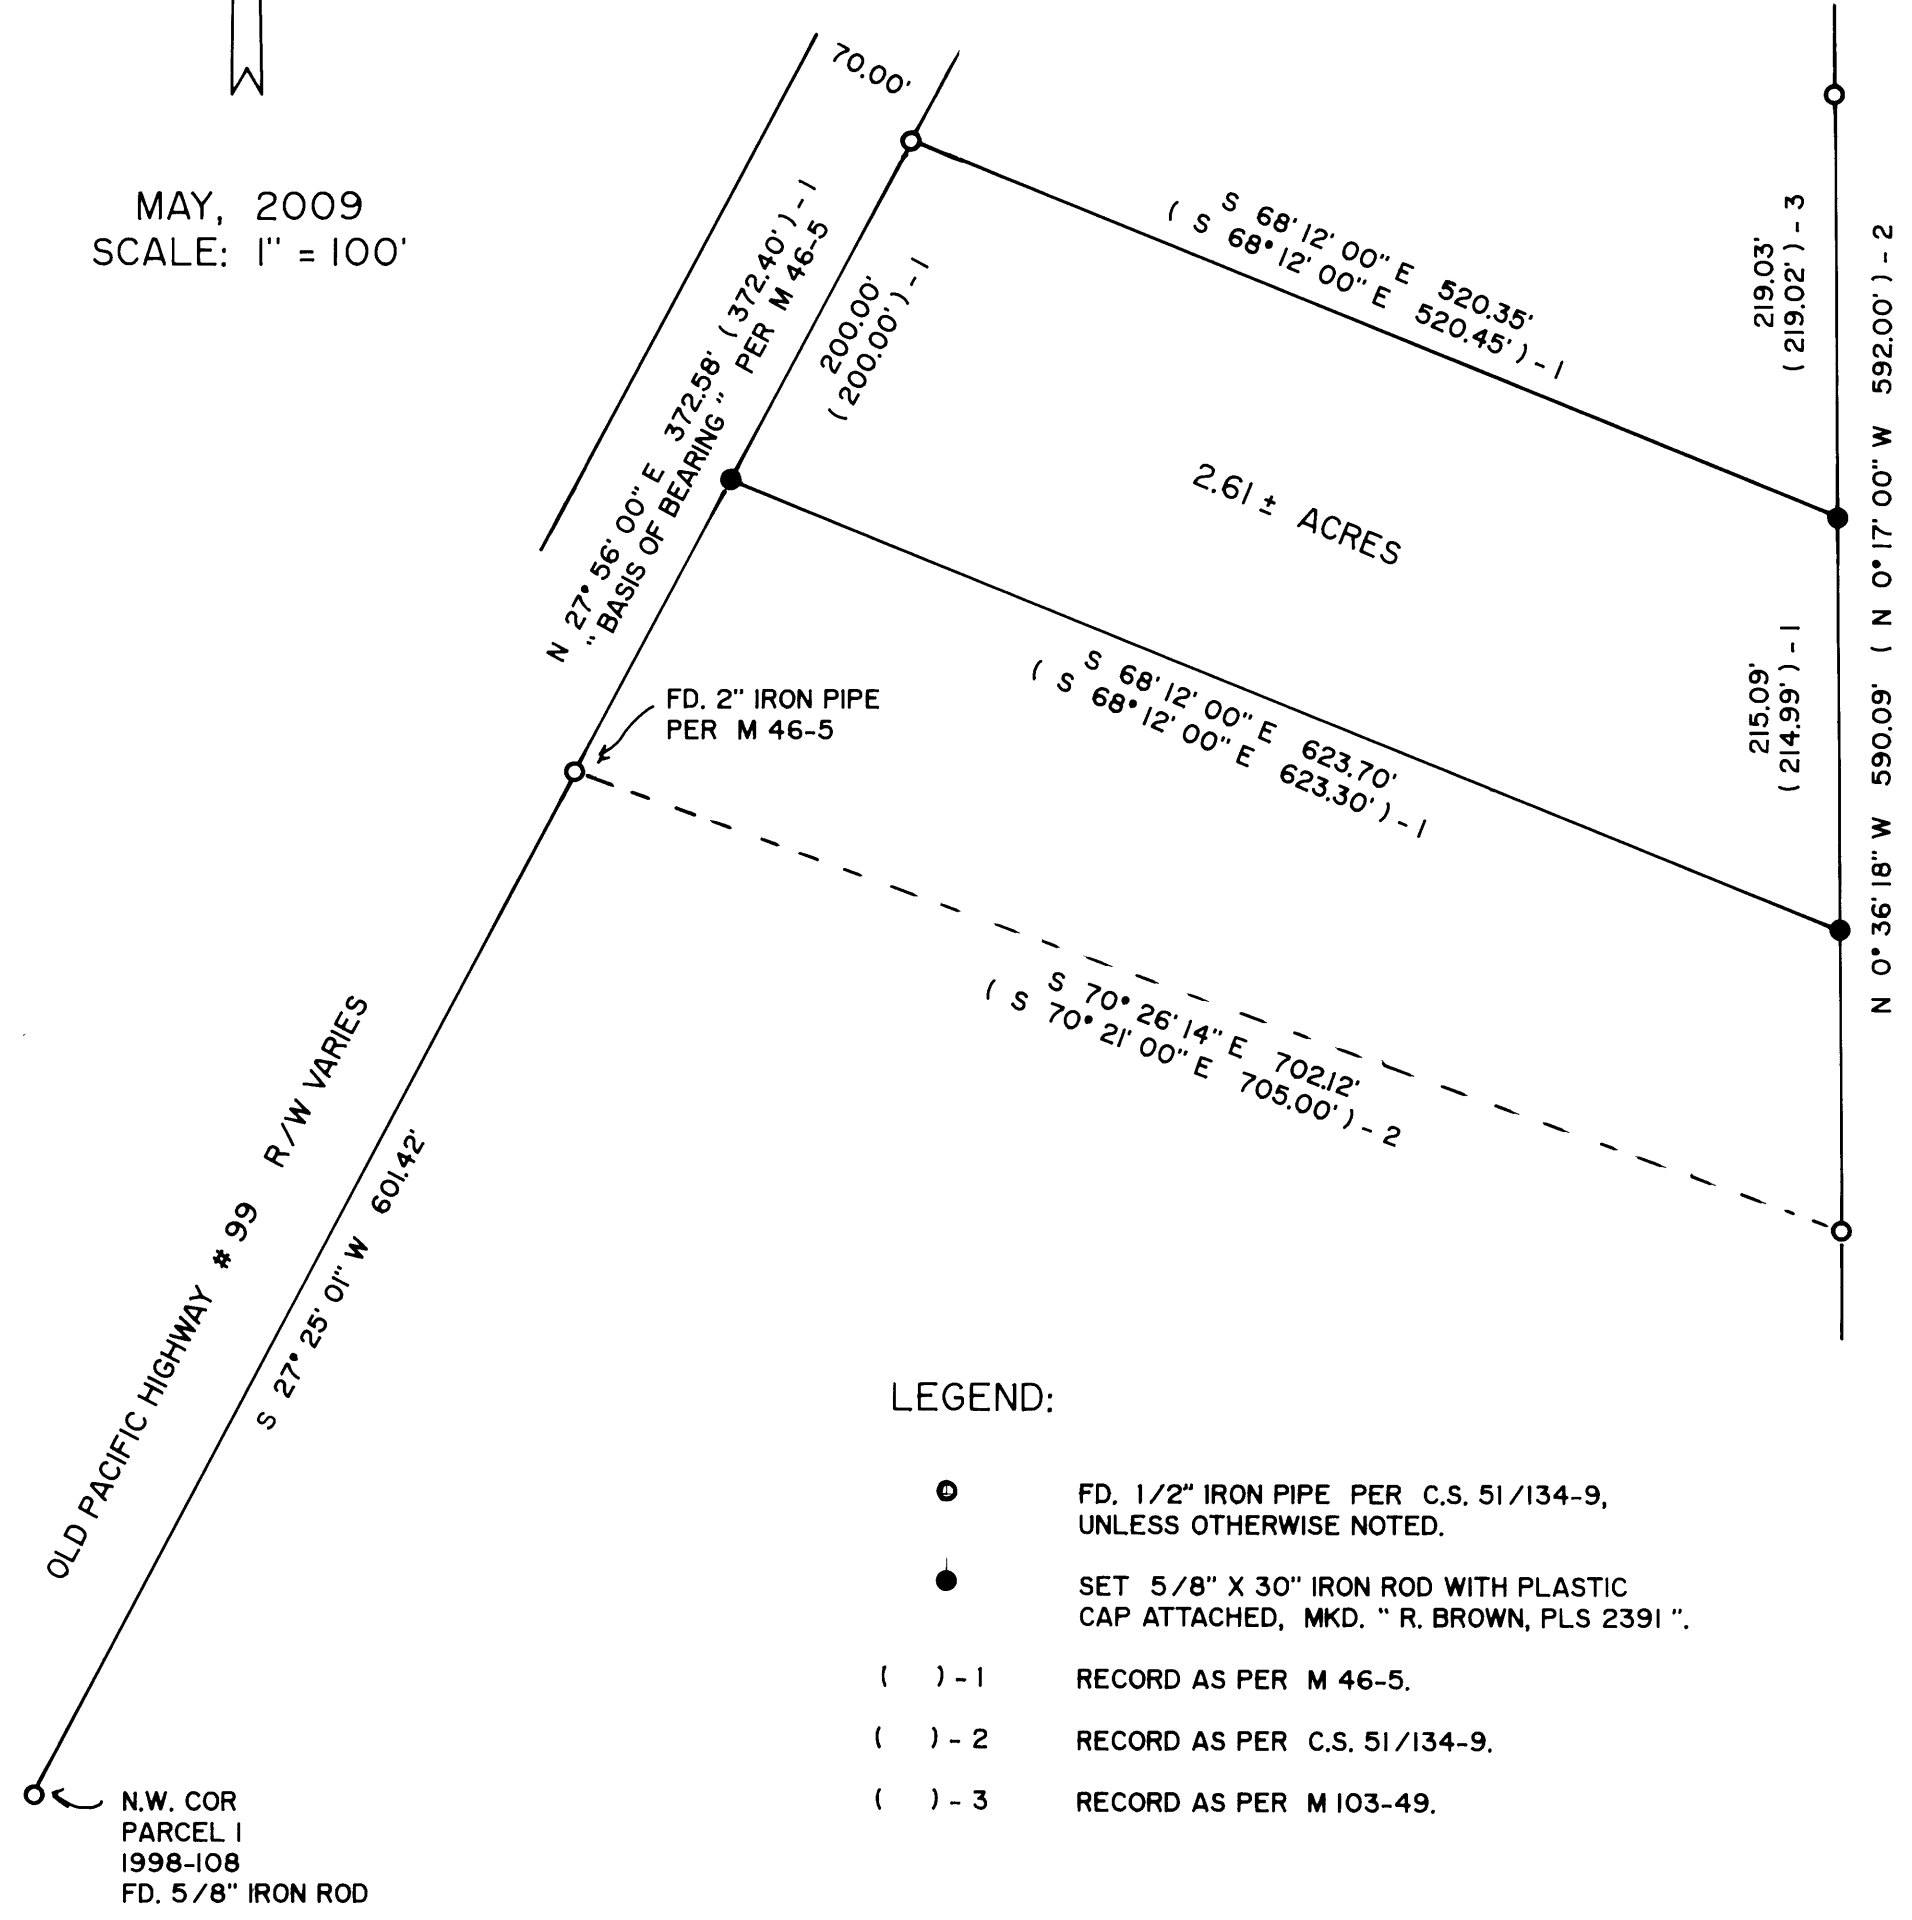 70.00'
MAY, 2009
SCALE: 1" = 100'
N 27° 56' 00" E 372.58' ( 372.40' ) - 1
" BASIS OF BEARING " PER M 46-5
200.00'
( 200.00' ) - 1
S 68' 12' 00" E 520.35'
( S 68° 12' 00" E 520.45' ) - 1
219.03'
( 219.02' ) - 3
N 0° 36' 18" W 590.09' ( N 0° 17' 00" W 592.00' ) - 2
2.61 ± ACRES
S 68' 12' 00" E 623.70'
( S 68° 12' 00" E 623.30' ) - 1
215.09'
( 214.99' ) - 1
FD. 2" IRON PIPE
PER M 46-5
S 70° 26' 14" E 702.12'
( S 70° 21' 00" E 705.00' ) - 2
OLD PACIFIC HIGHWAY # 99 R/W VARIES
S 27° 25' 01" W 601.42'
LEGEND:
FD. 1/2" IRON PIPE PER C.S. 51/134-9,
UNLESS OTHERWISE NOTED.
SET 5/8" X 30" IRON ROD WITH PLASTIC
CAP ATTACHED, MKD. " R. BROWN, PLS 2391 ".
( ) - 1 RECORD AS PER M 46-5.
( ) - 2 RECORD AS PER C.S. 51/134-9.
( ) - 3 RECORD AS PER M 103-49.
N.W. COR
PARCEL 1
1998-108
FD. 5/8" IRON ROD